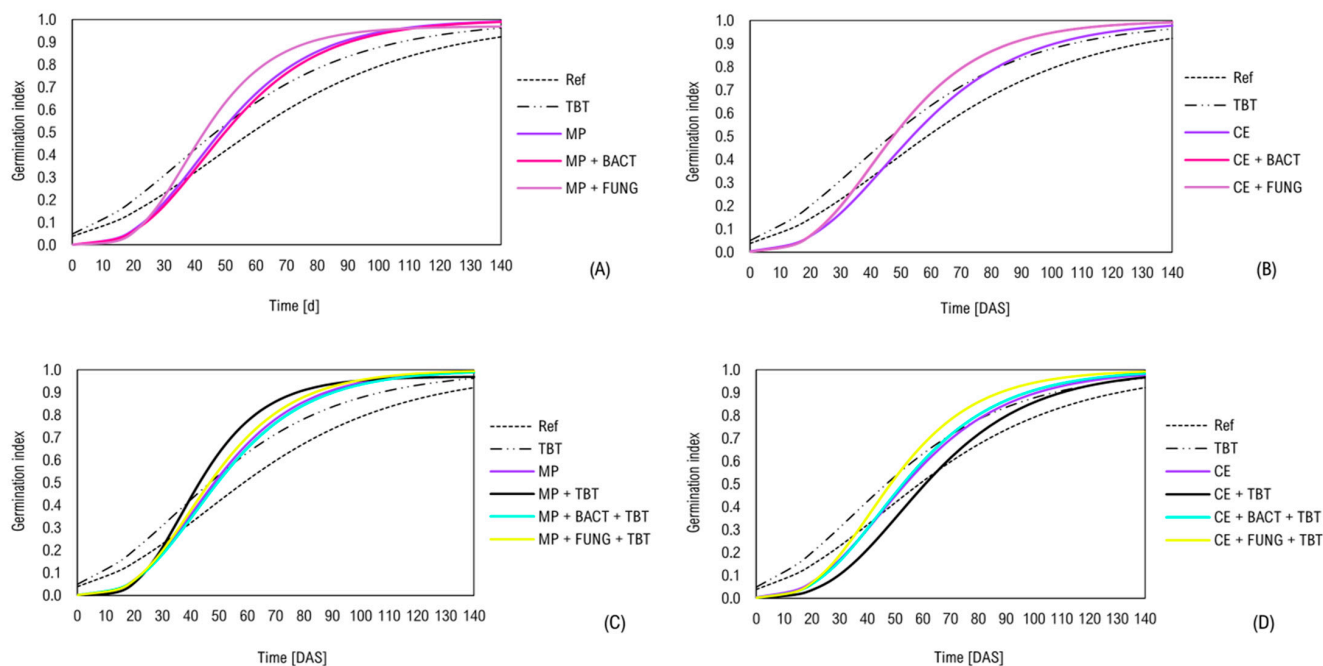 Germination index
1.0
0.9
0.8
0.7
0.6
0.5
0.4
0.3
0.2
0.1
0.0
0 10 20 30 40 50 60 70 80 90 100 110 120 130 140
Time [d]
Ref
TBT
MP
MP + BACT
MP + FUNG
(A)
Germination index
1.0
0.9
0.8
0.7
0.6
0.5
0.4
0.3
0.2
0.1
0.0
0 10 20 30 40 50 60 70 80 90 100 110 120 130 140
Time [DAS]
Ref
TBT
CE
CE + BACT
CE + FUNG
(B)
Germination index
1.0
0.9
0.8
0.7
0.6
0.5
0.4
0.3
0.2
0.1
0.0
0 10 20 30 40 50 60 70 80 90 100 110 120 130 140
Time [DAS]
Ref
TBT
MP
MP + TBT
MP + BACT + TBT
MP + FUNG + TBT
(C)
Germination index
1.0
0.9
0.8
0.7
0.6
0.5
0.4
0.3
0.2
0.1
0.0
0 10 20 30 40 50 60 70 80 90 100 110 120 130 140
Time [DAS]
Ref
TBT
CE
CE + TBT
CE + BACT + TBT
CE + FUNG + TBT
(D)